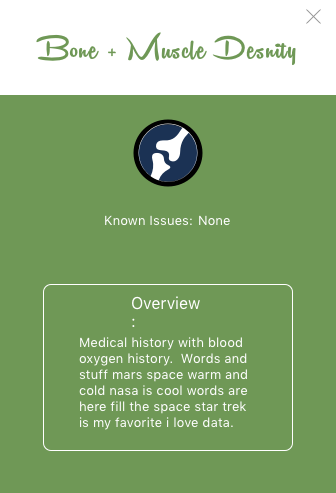 Bone + Muscle Desnity
Known Issues: None
Overview
:
Medical history with blood
oxygen history.  Words and
stuff mars space warm and
cold nasa is cool words are
here fill the space star trek
is my favorite i love data.